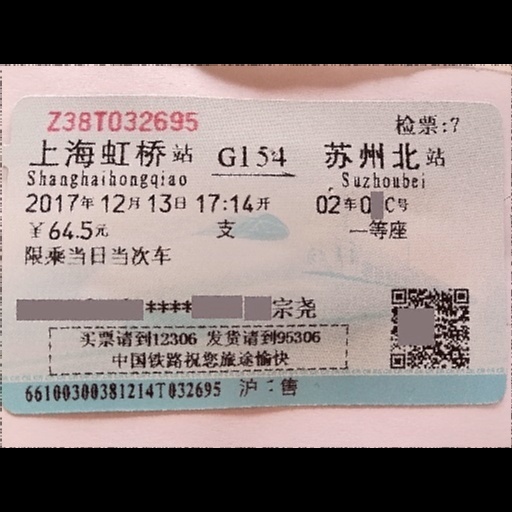 Z38T032695 检票:7
上海虹桥站 G154 苏州北站
Shanghaihongqiao Suzhoubei
2017年12月13日 17:14开 02车0 C号
￥64.5元 支 一等座
限乘当日当次车
**** 宗尧
买票请到12306 发货请到95306
中国铁路祝您旅途愉快
66100300381214T032695 沪 售